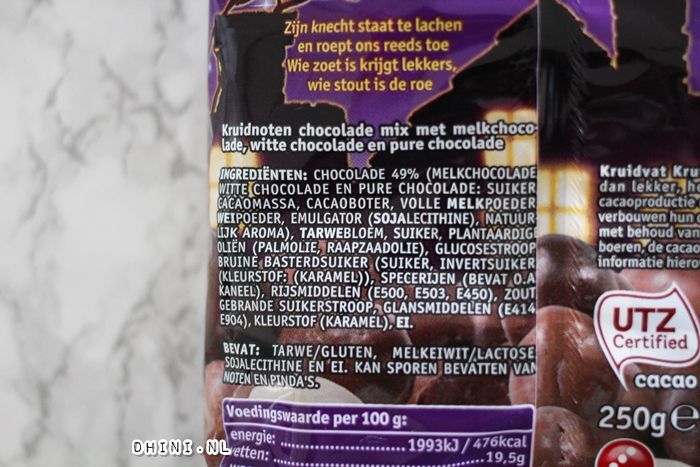 Zijn knecht staat te lachen
en roept ons reeds toe
Wie zoet is krijgt lekkers,
wie stout is de roe
Kruidnoten chocolade mix met melkchoco-
lade, witte chocolade en pure chocolade
INGREDIËNTEN: CHOCOLADE 49% (MELKCHOCOLADE
WITTE CHOCOLADE EN PURE CHOCOLADE: SUIKER
CACAOMASSA, CACAOBOTER, VOLLE MELKPOEDER
WEIPOEDER, EMULGATOR (SOJALECITHINE), NATUUR-
LIJK AROMA), TARWEBLOEM, SUIKER, PLANTAARDIGE
OLIËN (PALMOLIE, RAAPZAADOLIE), GLUCOSESTROOP
BRUINE BASTERDSUIKER (SUIKER, INVERTSUIKER
(KLEURSTOF: (KARAMEL)), SPECERIJEN (BEVAT O.A
KANEEL), RIJSMIDDELEN (E500, E503, E450), ZOUT
GEBRANDE SUIKERSTROOP, GLANSMIDDELEN (E414
E904), KLEURSTOF (KARAMEL), EI.
BEVAT: TARWE/GLUTEN, MELKEIWIT/LACTOSE
SOJALECITHINE EN EI. KAN SPOREN BEVATTEN VAN
NOTEN EN PINDA'S.
Voedingswaarde per 100 g:
energie: 1993kJ / 476kcal
vetten: 19,5g
Kruidvat Kru
dan lekker,
cacaoproductie
verbouwen hun
met behoud van
boeren, de cacao
informatie hiero
UTZ
Certified
cacao
250g e
DHINI.NL